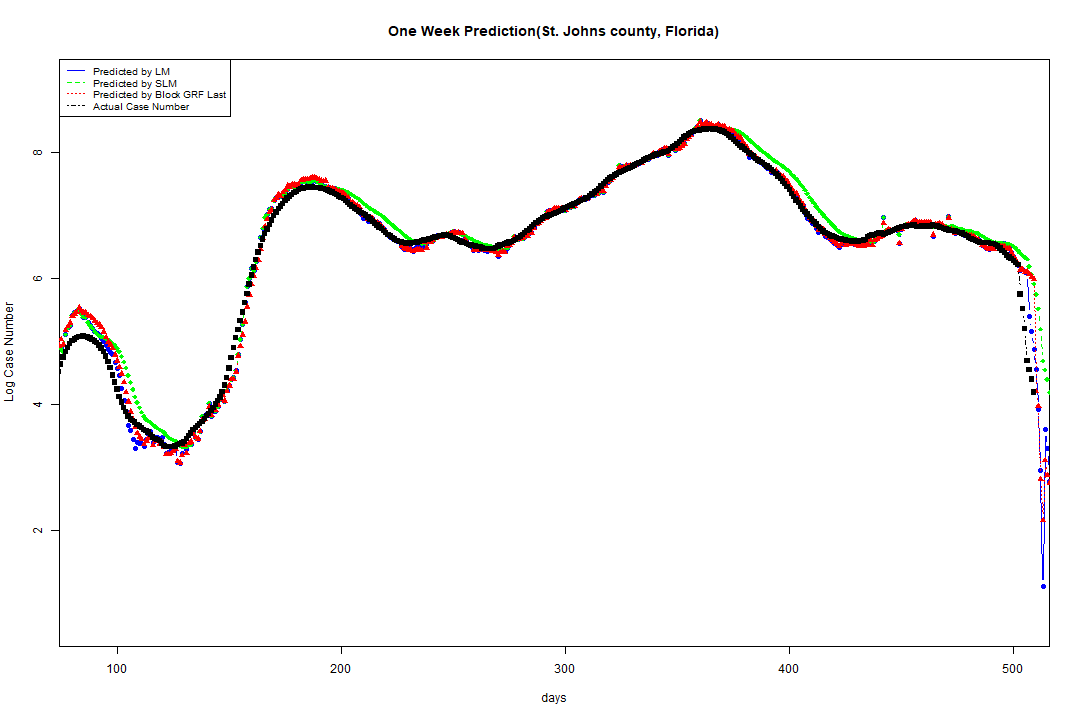 One Week Prediction(St. Johns county, Florida)
Predicted by LM
Predicted by SLM
Predicted by Block GRF Last
Actual Case Number
8
6
4
2
Log Case Number
100 200 300 400 500
days